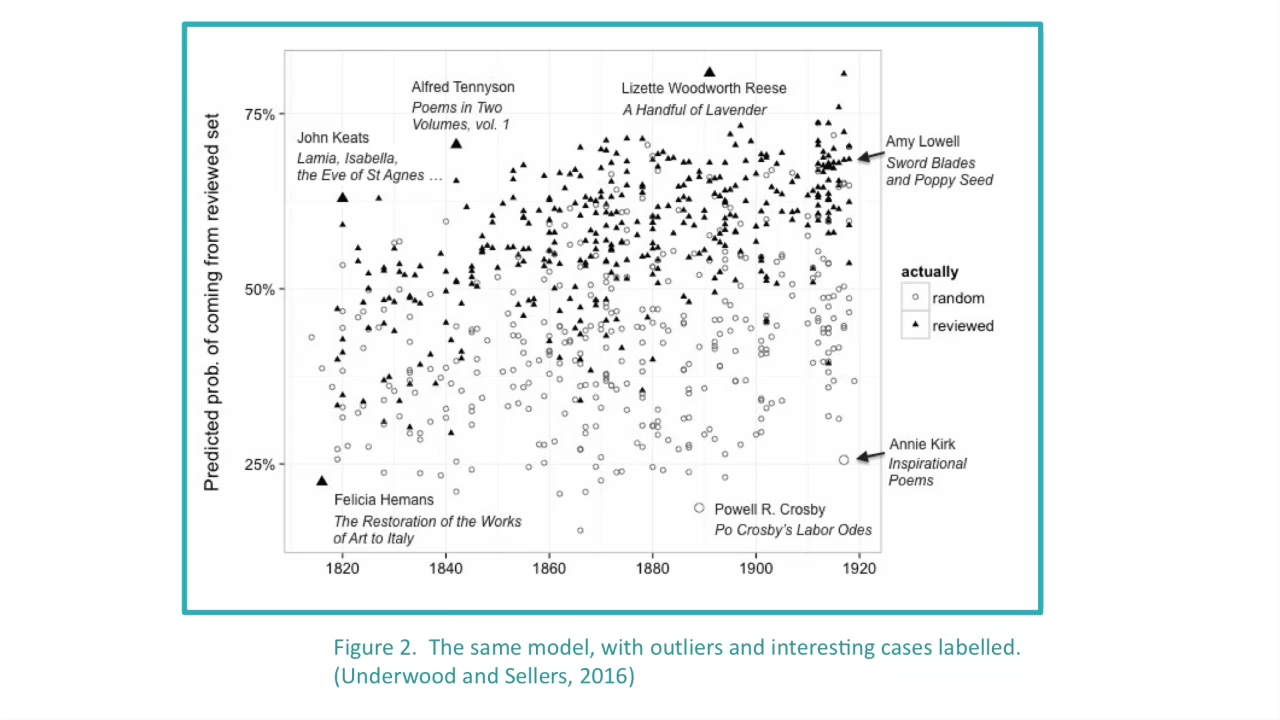 Predicted prob. of coming from reviewed set
75%
50%
25%
1820
1840
1860
1880
1900
1920
John Keats
Lamia, Isabella,
the Eve of St Agnes …
Alfred Tennyson
Poems in Two
Volumes, vol. 1
Lizette Woodworth Reese
A Handful of Lavender
Amy Lowell
Sword Blades
and Poppy Seed
actually
random
reviewed
Annie Kirk
Inspirational
Poems
Felicia Hemans
The Restoration of the Works
of Art to Italy
Powell R. Crosby
Po Crosby's Labor Odes
Figure 2. The same model, with outliers and interesting cases labelled.
(Underwood and Sellers, 2016)